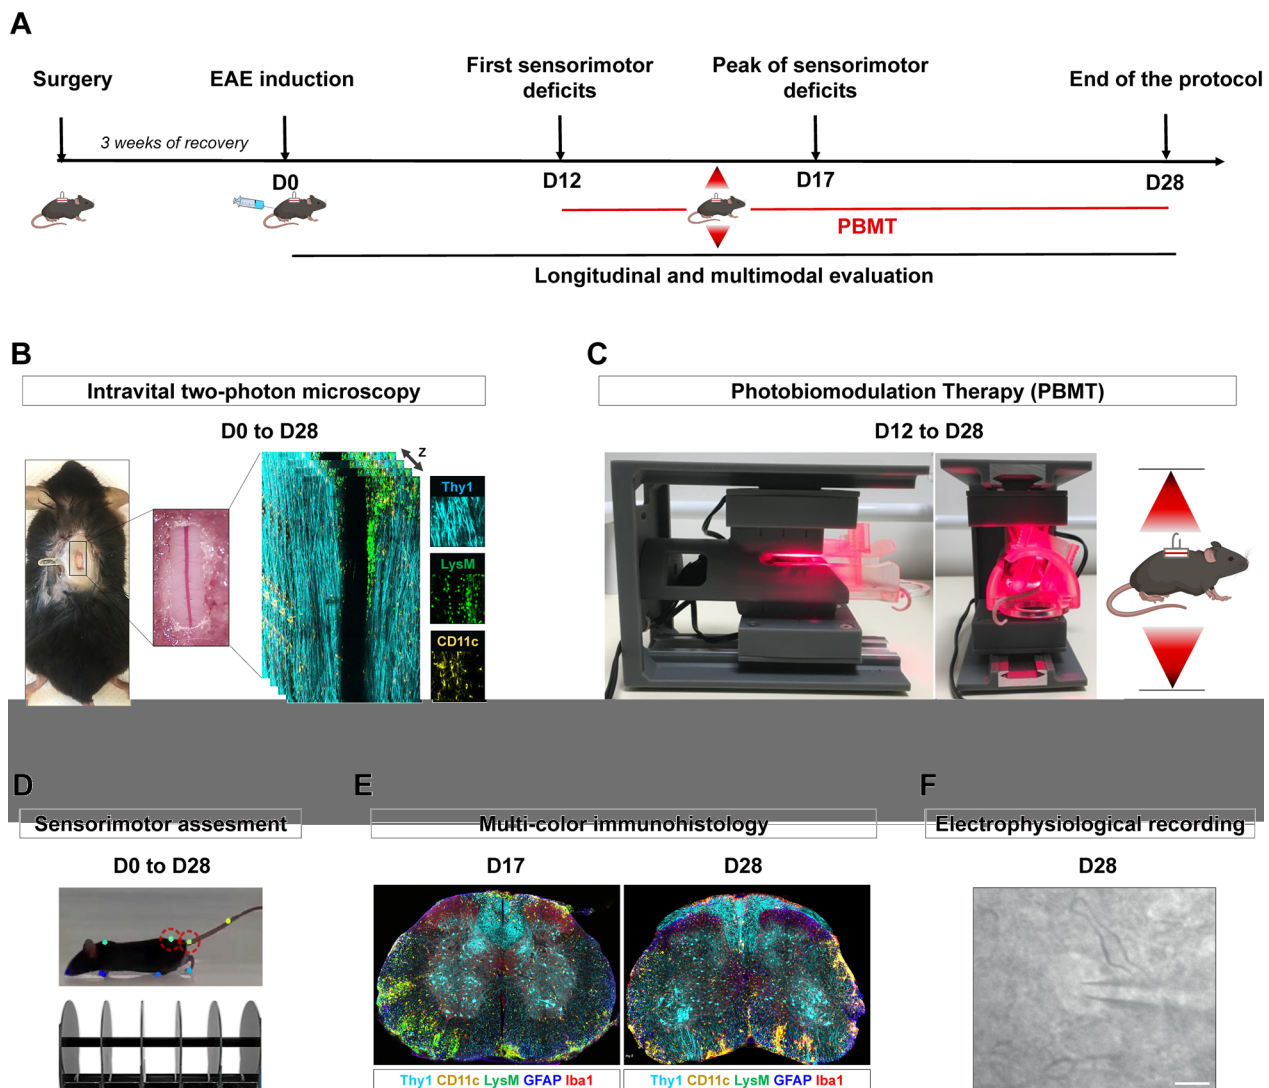 A
Surgery
EAE induction
First sensorimotor
deficits
Peak of sensorimotor
deficits
End of the protocol
3 weeks of recovery
D0
D12
D17
D28
PBMT
Longitudinal and multimodal evaluation
B
Intravital two-photon microscopy
D0 to D28
Z
Thy1
LysM
CD11c
C
Photobiomodulation Therapy (PBMT)
D12 to D28
D
Sensorimotor assesment
D0 to D28
E
Multi-color immunohistology
D17
D28
Thy1 CD11c LysM GFAP Iba1
Thy1 CD11c LysM GFAP Iba1
F
Electrophysiological recording
D28